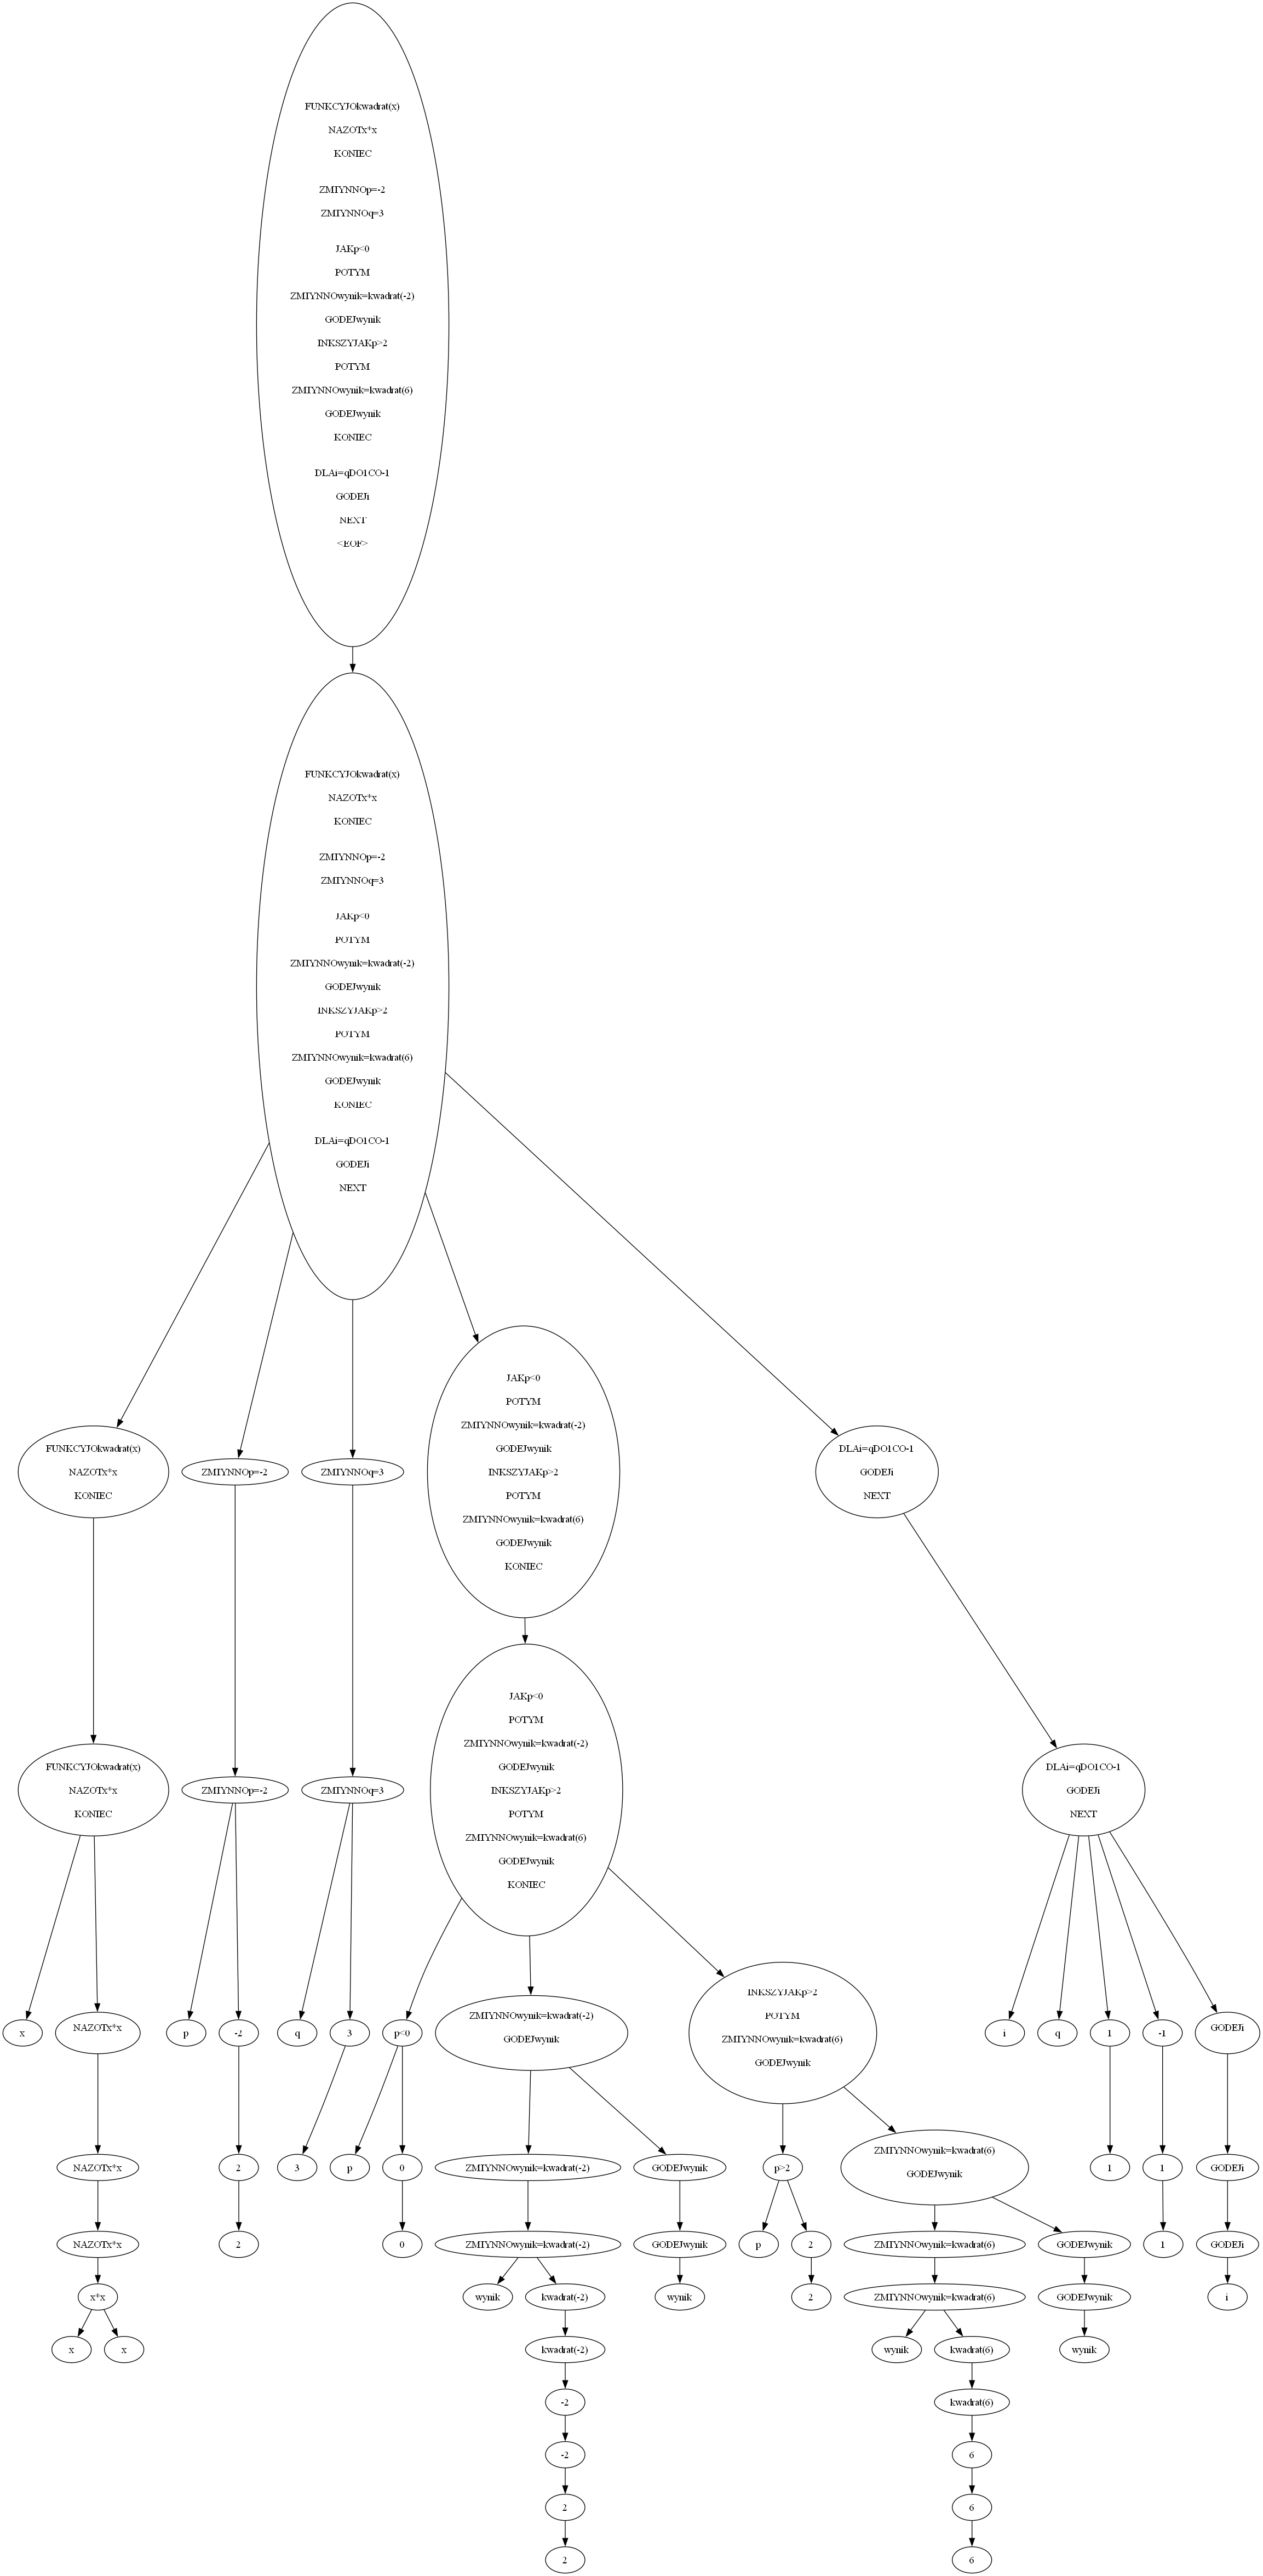 FUNKCYJOkwadrat(x)
NAZOTx*x
KONIEC
ZMIYNNOp=-2
ZMIYNNOq=3
JAKp<0
POTYM
ZMIYNNOwynik=kwadrat(-2)
GODEJwynik
INKSZYJAKp>2
POTYM
ZMIYNNOwynik=kwadrat(6)
GODEJwynik
KONIEC
DLAi=qDO1CO-1
GODEJi
NEXT
<EOF>
FUNKCYJOkwadrat(x)
NAZOTx*x
KONIEC
ZMIYNNOp=-2
ZMIYNNOq=3
JAKp<0
POTYM
ZMIYNNOwynik=kwadrat(-2)
GODEJwynik
INKSZYJAKp>2
POTYM
ZMIYNNOwynik=kwadrat(6)
GODEJwynik
KONIEC
DLAi=qDO1CO-1
GODEJi
NEXT
FUNKCYJOkwadrat(x)
NAZOTx*x
KONIEC
ZMIYNNOp=-2
ZMIYNNOq=3
JAKp<0
POTYM
ZMIYNNOwynik=kwadrat(-2)
GODEJwynik
INKSZYJAKp>2
POTYM
ZMIYNNOwynik=kwadrat(6)
GODEJwynik
KONIEC
DLAi=qDO1CO-1
GODEJi
NEXT
FUNKCYJOkwadrat(x)
NAZOTx*x
KONIEC
ZMIYNNOp=-2
ZMIYNNOq=3
JAKp<0
POTYM
ZMIYNNOwynik=kwadrat(-2)
GODEJwynik
INKSZYJAKp>2
POTYM
ZMIYNNOwynik=kwadrat(6)
GODEJwynik
KONIEC
DLAi=qDO1CO-1
GODEJi
NEXT
x
NAZOTx*x
p
-2
q
3
p<0
ZMIYNNOwynik=kwadrat(-2)
GODEJwynik
INKSZYJAKp>2
POTYM
ZMIYNNOwynik=kwadrat(6)
GODEJwynik
i
q
1
-1
GODEJi
NAZOTx*x
2
3
p
0
ZMIYNNOwynik=kwadrat(-2)
GODEJwynik
p>2
ZMIYNNOwynik=kwadrat(6)
GODEJwynik
1
1
GODEJi
NAZOTx*x
2
0
ZMIYNNOwynik=kwadrat(-2)
GODEJwynik
p
2
ZMIYNNOwynik=kwadrat(6)
GODEJwynik
1
GODEJi
x*x
wynik
kwadrat(-2)
wynik
2
ZMIYNNOwynik=kwadrat(6)
GODEJwynik
i
x
x
kwadrat(-2)
wynik
kwadrat(6)
wynik
-2
kwadrat(6)
-2
6
2
6
2
6